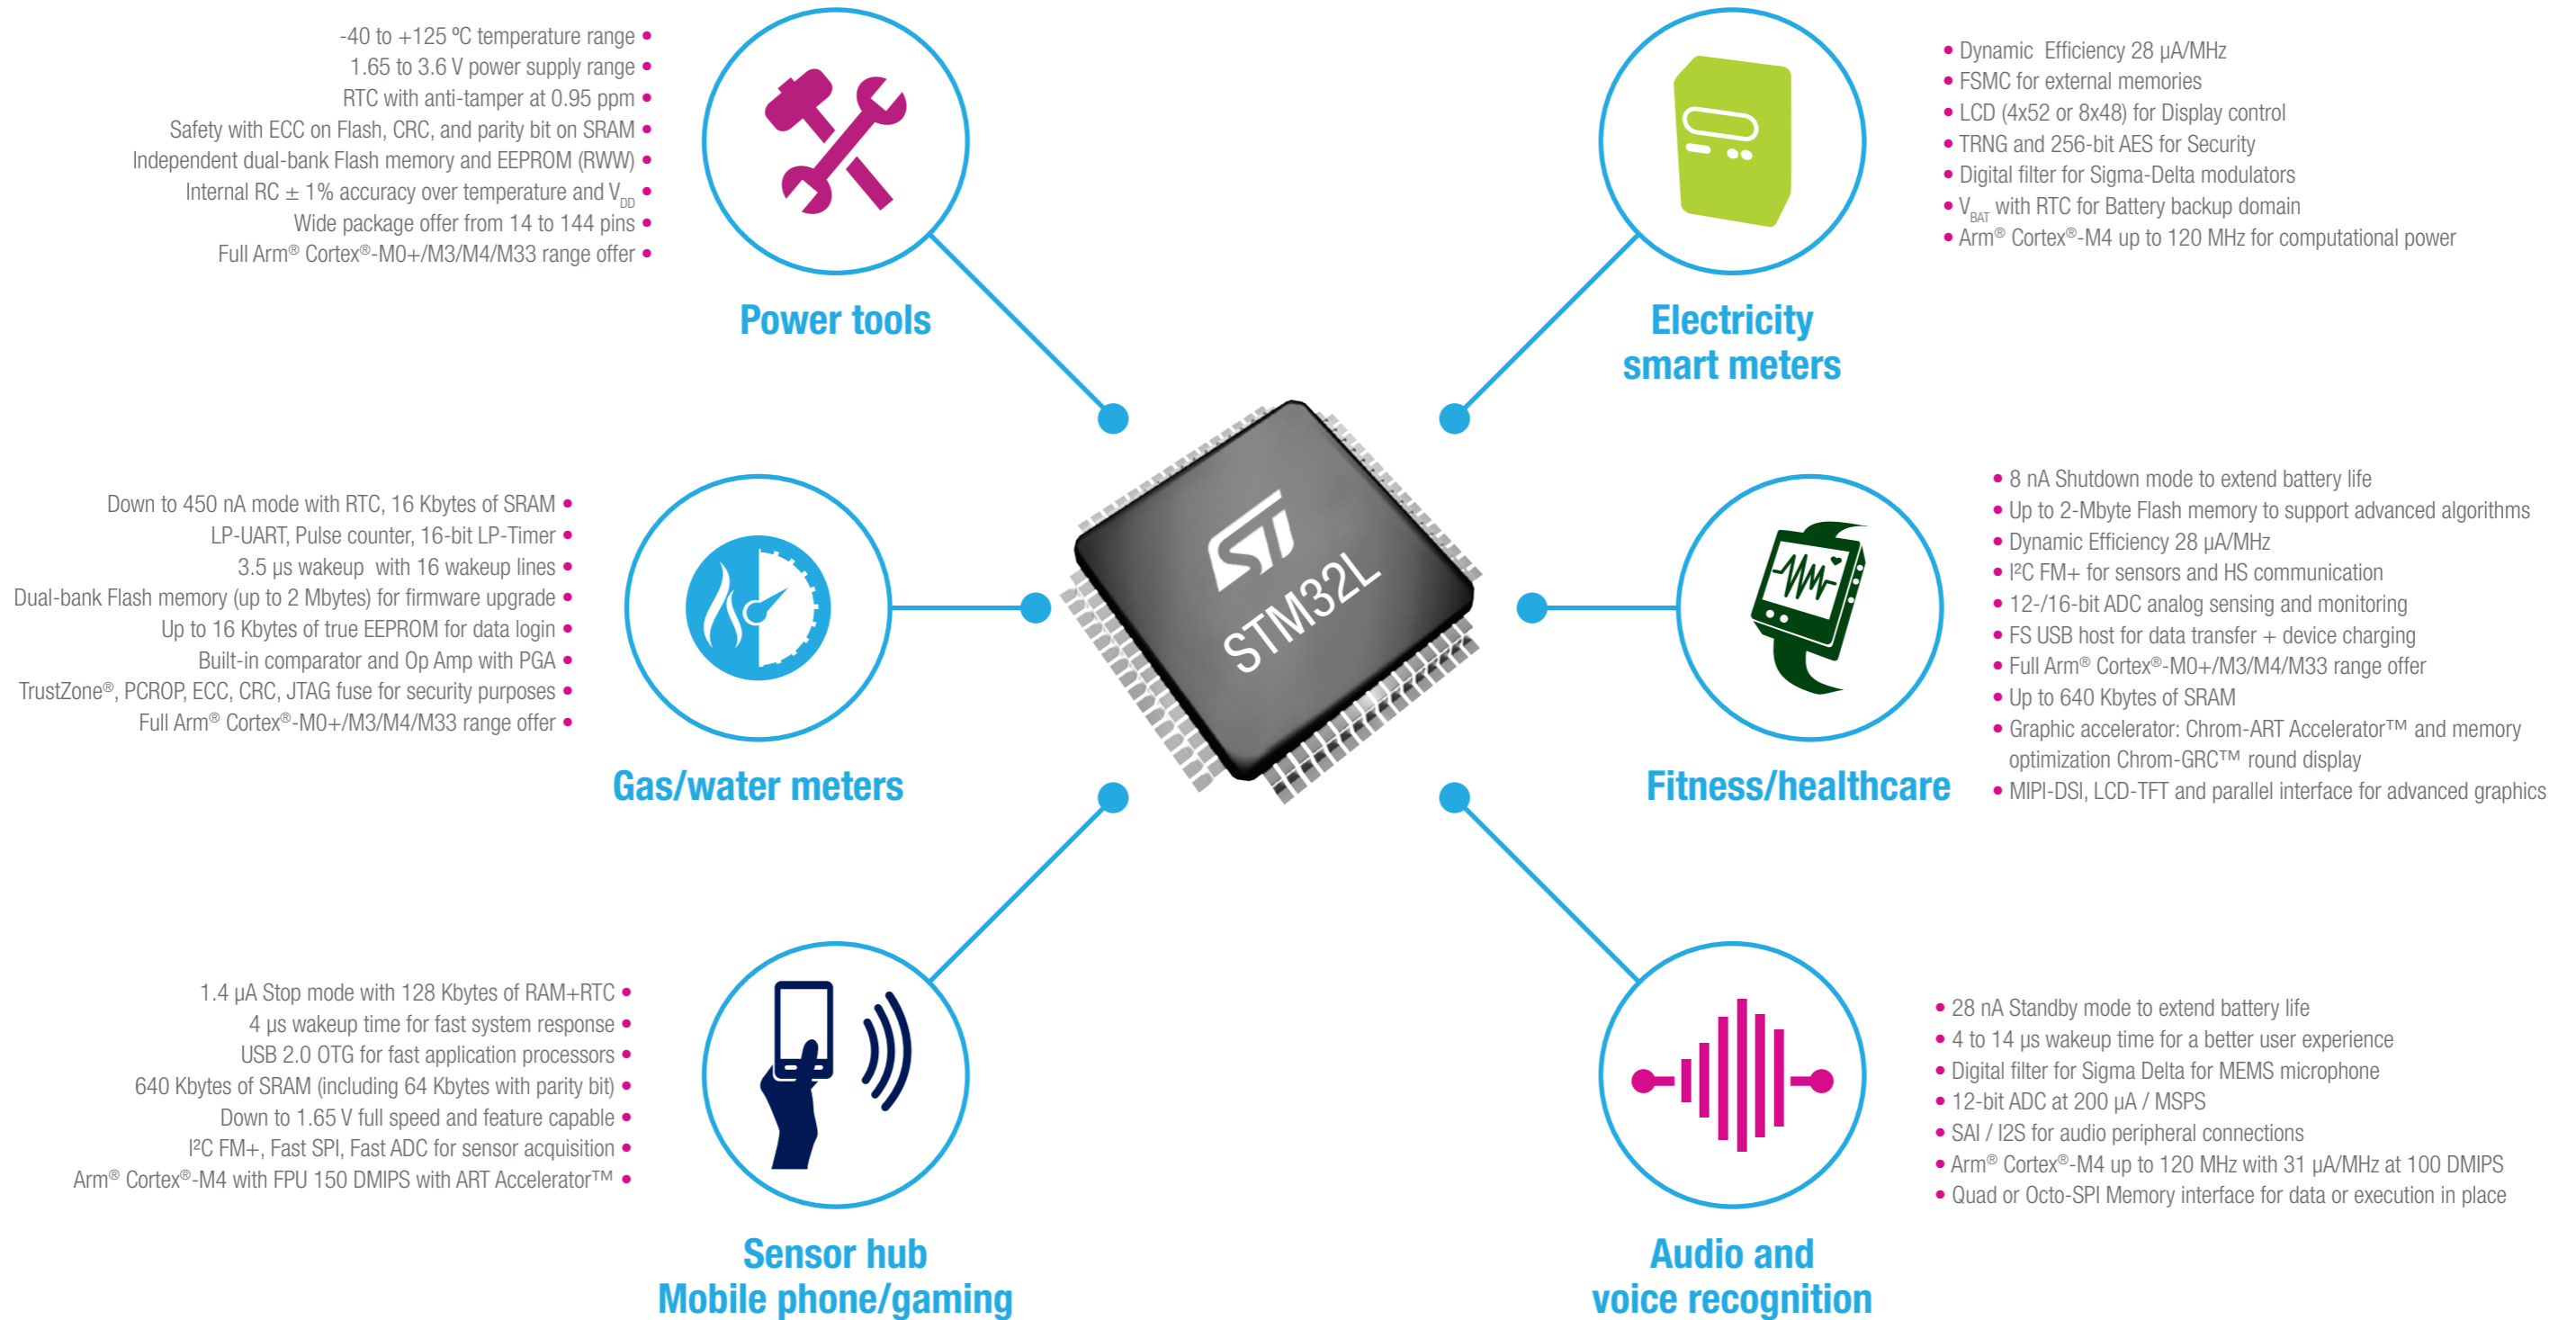 -40 to +125 ºC temperature range •
1.65 to 3.6 V power supply range •
RTC with anti-tamper at 0.95 ppm •
Safety with ECC on Flash, CRC, and parity bit on SRAM •
Independent dual-bank Flash memory and EEPROM (RWW) •
Internal RC ± 1% accuracy over temperature and VDD •
Wide package offer from 14 to 144 pins •
Full Arm® Cortex®-M0+/M3/M4/M33 range offer •
Power tools
• Dynamic Efficiency 28 µA/MHz
• FSMC for external memories
• LCD (4x52 or 8x48) for Display control
• TRNG and 256-bit AES for Security
• Digital filter for Sigma-Delta modulators
• VBAT with RTC for Battery backup domain
• Arm® Cortex®-M4 up to 120 MHz for computational power
Electricity
smart meters
Down to 450 nA mode with RTC, 16 Kbytes of SRAM •
LP-UART, Pulse counter, 16-bit LP-Timer •
3.5 µs wakeup with 16 wakeup lines •
Dual-bank Flash memory (up to 2 Mbytes) for firmware upgrade •
Up to 16 Kbytes of true EEPROM for data login •
Built-in comparator and Op Amp with PGA •
TrustZone®, PCROP, ECC, CRC, JTAG fuse for security purposes •
Full Arm® Cortex®-M0+/M3/M4/M33 range offer •
Gas/water meters
ST
STM32L
• 8 nA Shutdown mode to extend battery life
• Up to 2-Mbyte Flash memory to support advanced algorithms
• Dynamic Efficiency 28 µA/MHz
• I²C FM+ for sensors and HS communication
• 12-/16-bit ADC analog sensing and monitoring
• FS USB host for data transfer + device charging
• Full Arm® Cortex®-M0+/M3/M4/M33 range offer
• Up to 640 Kbytes of SRAM
• Graphic accelerator: Chrom-ART Accelerator™ and memory
optimization Chrom-GRC™ round display
• MIPI-DSI, LCD-TFT and parallel interface for advanced graphics
Fitness/healthcare
1.4 µA Stop mode with 128 Kbytes of RAM+RTC •
4 µs wakeup time for fast system response •
USB 2.0 OTG for fast application processors •
640 Kbytes of SRAM (including 64 Kbytes with parity bit) •
Down to 1.65 V full speed and feature capable •
I²C FM+, Fast SPI, Fast ADC for sensor acquisition •
Arm® Cortex®-M4 with FPU 150 DMIPS with ART Accelerator™ •
Sensor hub
Mobile phone/gaming
• 28 nA Standby mode to extend battery life
• 4 to 14 µs wakeup time for a better user experience
• Digital filter for Sigma Delta for MEMS microphone
• 12-bit ADC at 200 µA / MSPS
• SAI / I2S for audio peripheral connections
• Arm® Cortex®-M4 up to 120 MHz with 31 µA/MHz at 100 DMIPS
• Quad or Octo-SPI Memory interface for data or execution in place
Audio and
voice recognition